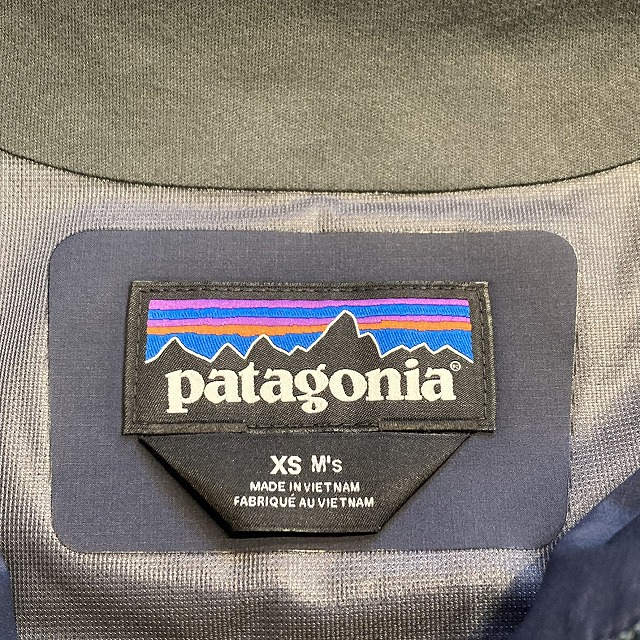 patagonia®
XS M's
MADE IN VIETNAM
FABRIQUÉ AU VIETNAM